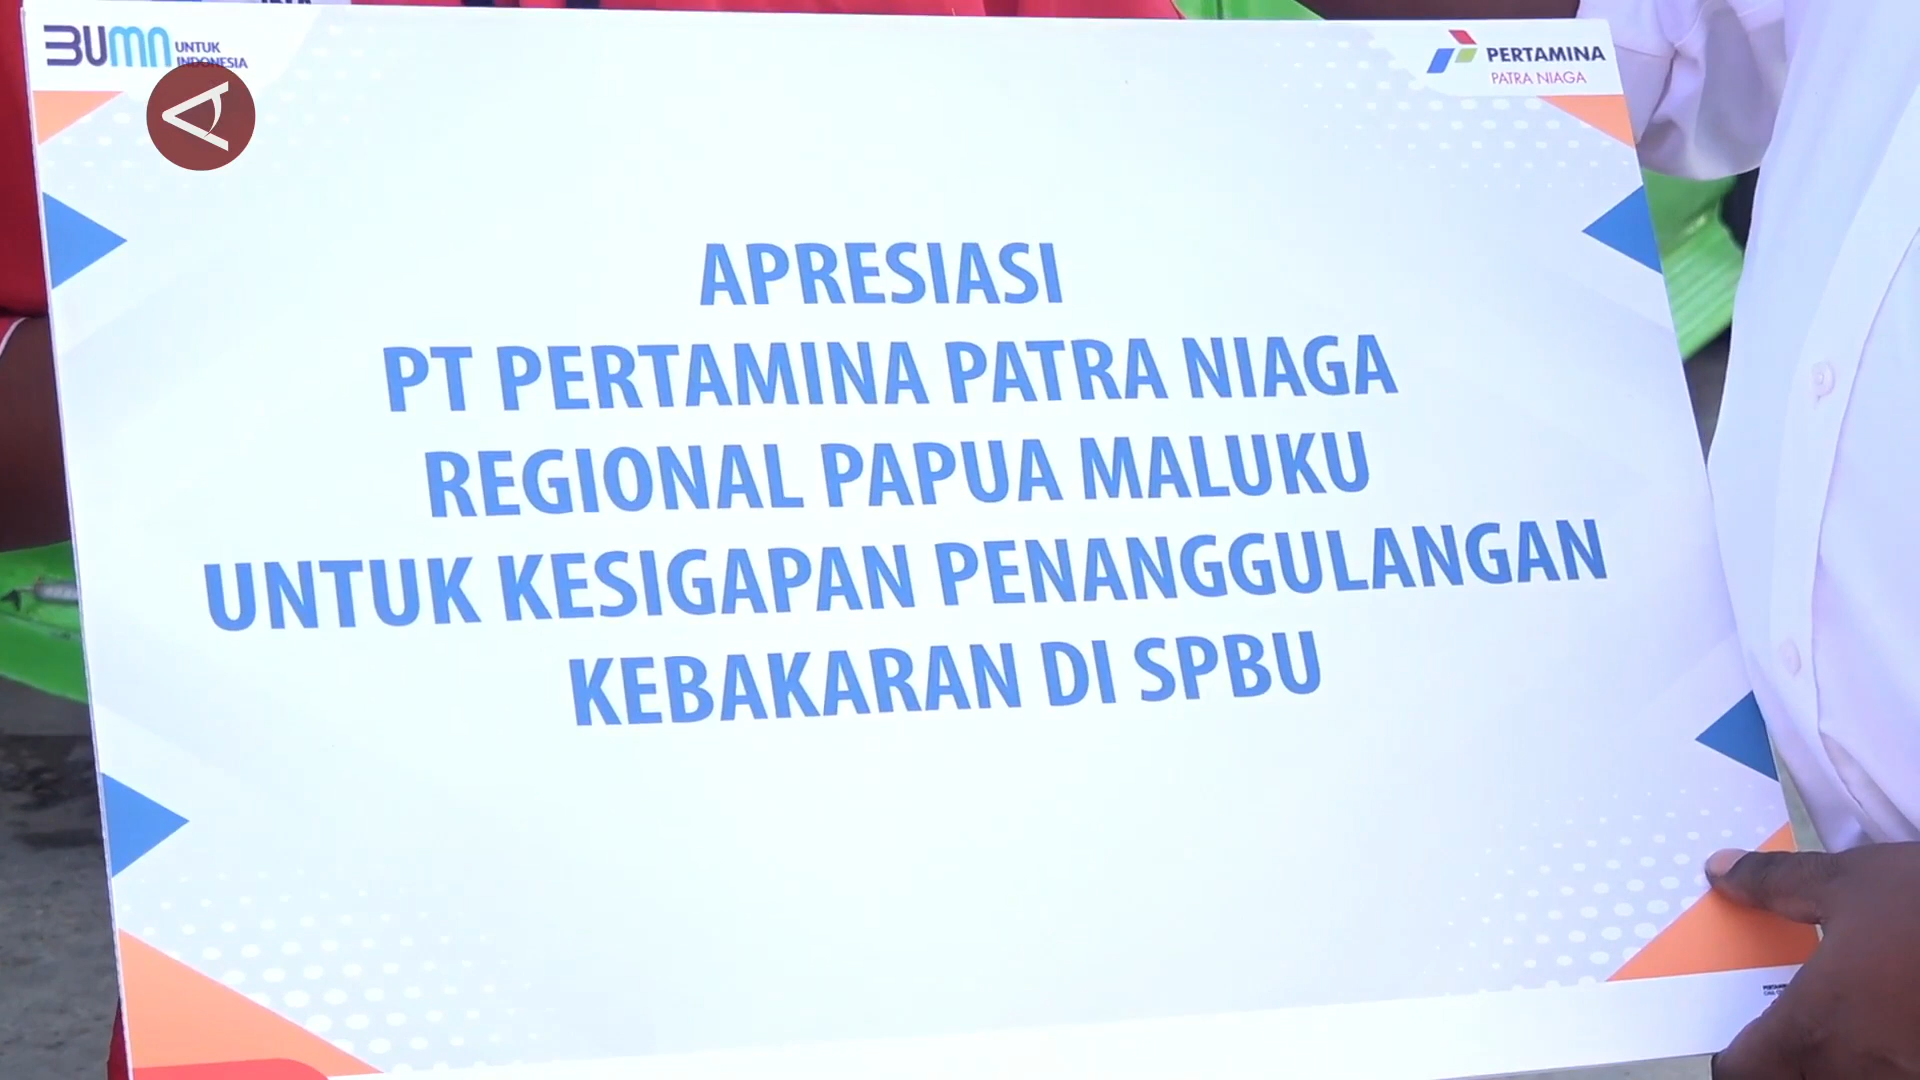 BUMN UNTUK
INDONESIA
PERTAMINA
PATRA NIAGA
APRESIASI
PT PERTAMINA PATRA NIAGA
REGIONAL PAPUA MALUKU
UNTUK KESIGAPAN PENANGGULANGAN
KEBAKARAN DI SPBU